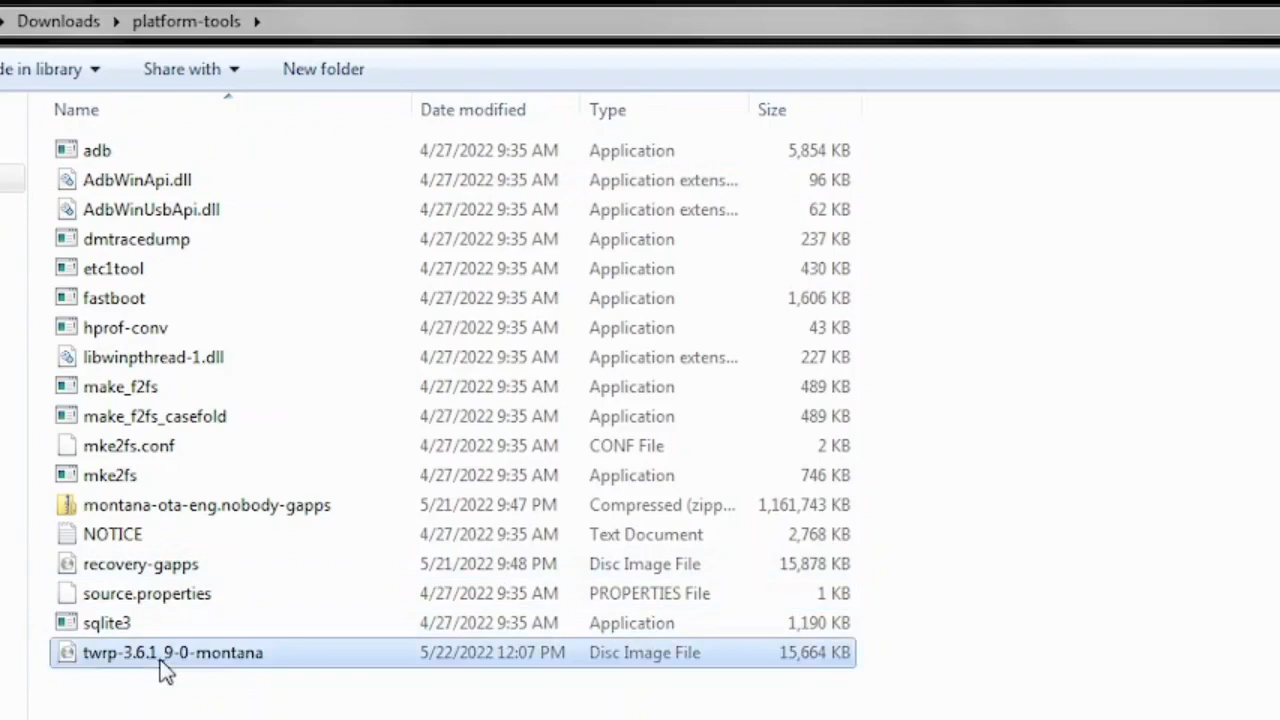 Downloads platform-tools
de in library Share with New folder
Name Date modified Type Size
adb 4/27/2022 9:35 AM Application 5,854 KB
AdbWinApi.dll 4/27/2022 9:35 AM Application extens... 96 KB
AdbWinUsbApi.dll 4/27/2022 9:35 AM Application extens... 62 KB
dmtracedump 4/27/2022 9:35 AM Application 237 KB
etc1tool 4/27/2022 9:35 AM Application 430 KB
fastboot 4/27/2022 9:35 AM Application 1,606 KB
hprof-conv 4/27/2022 9:35 AM Application 43 KB
libwinpthread-1.dll 4/27/2022 9:35 AM Application extens... 227 KB
make_f2fs 4/27/2022 9:35 AM Application 489 KB
make_f2fs_casefold 4/27/2022 9:35 AM Application 489 KB
mke2fs.conf 4/27/2022 9:35 AM CONF File 2 KB
mke2fs 4/27/2022 9:35 AM Application 746 KB
montana-ota-eng.nobody-gapps 5/21/2022 9:47 PM Compressed (zipp... 1,161,743 KB
NOTICE 4/27/2022 9:35 AM Text Document 2,768 KB
recovery-gapps 5/21/2022 9:48 PM Disc Image File 15,878 KB
source.properties 4/27/2022 9:35 AM PROPERTIES File 1 KB
sqlite3 4/27/2022 9:35 AM Application 1,190 KB
twrp-3.6.1_9-0-montana 5/22/2022 12:07 PM Disc Image File 15,664 KB